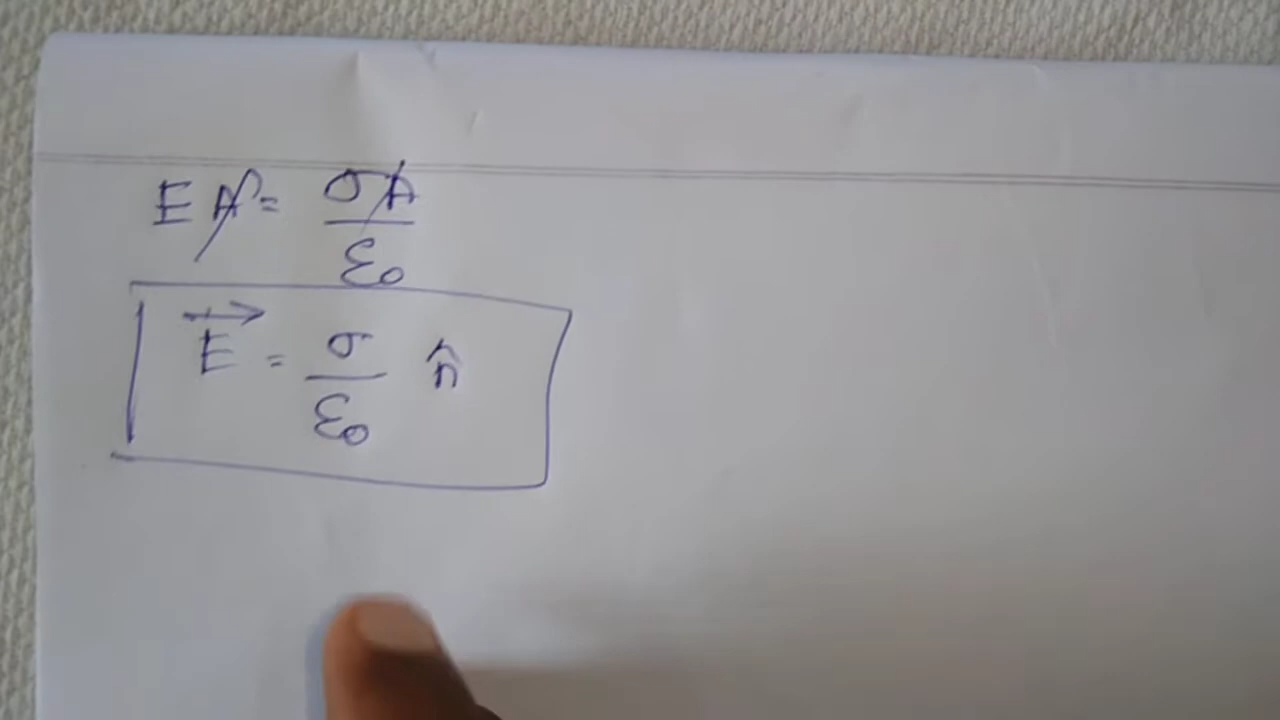 EA = σA/ε₀
E⃗ = σ/ε₀ n̂